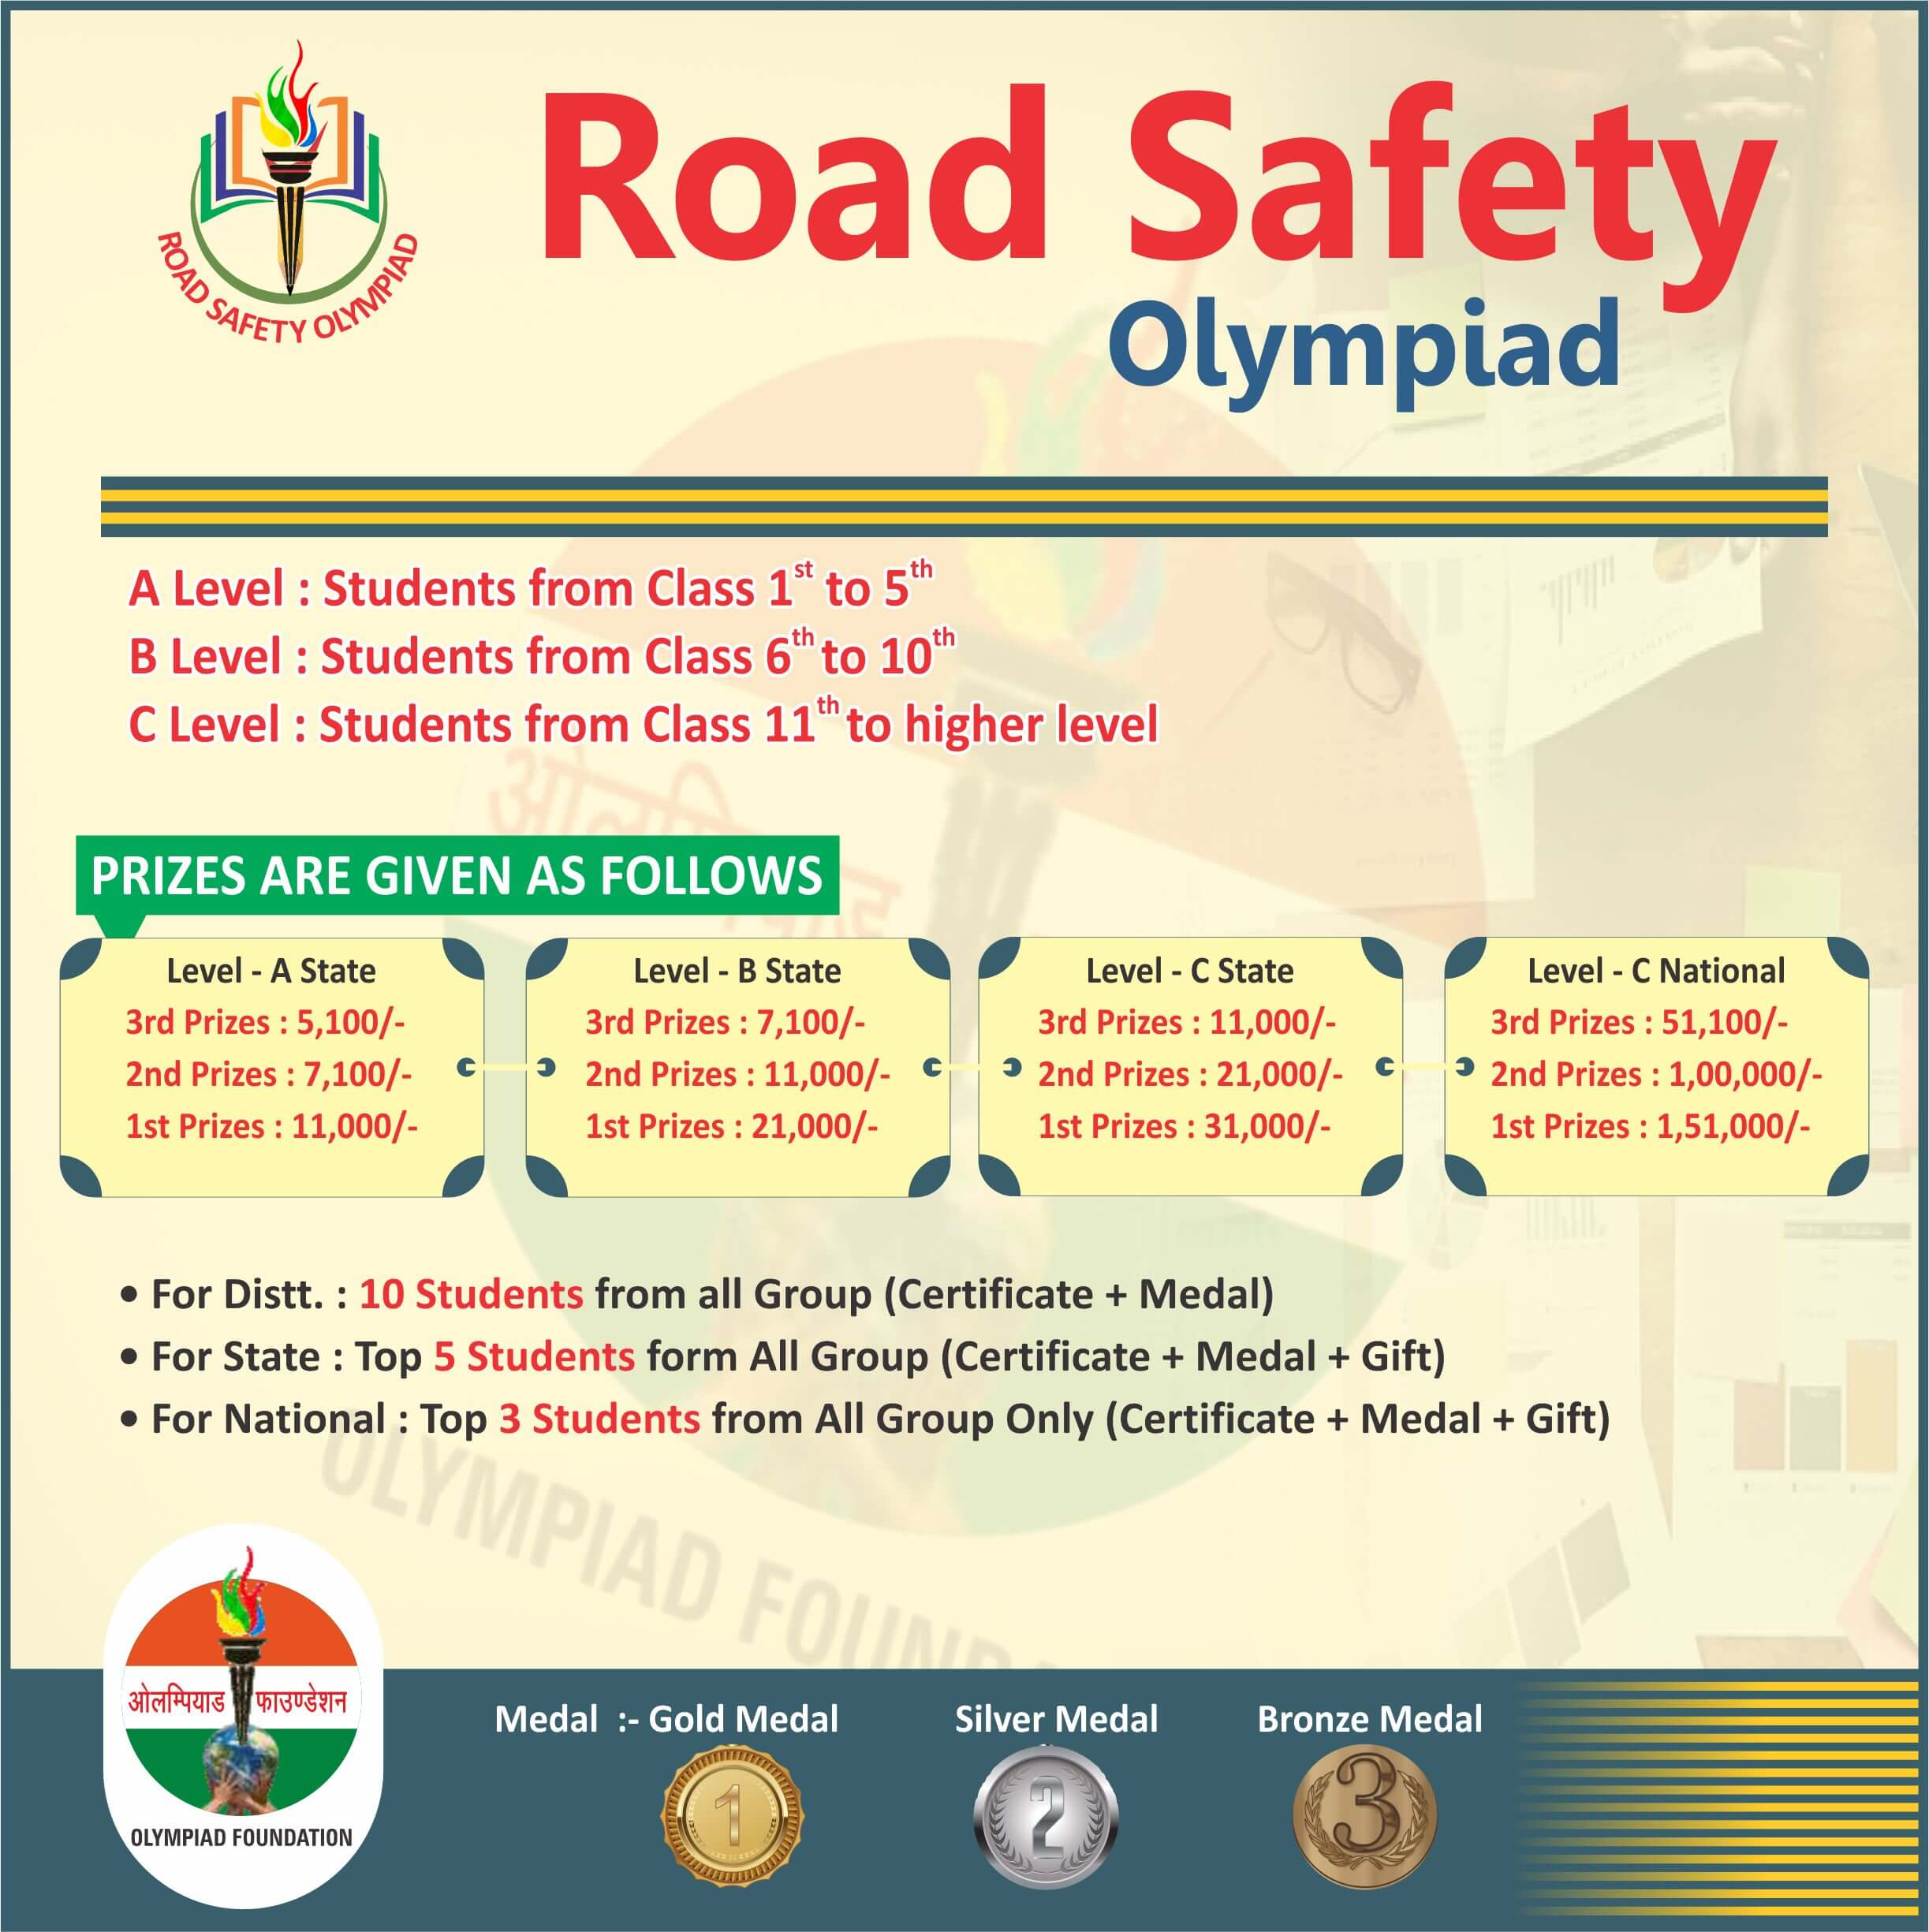 ROAD SAFETY OLYMPIAD
Road Safety
Olympiad
A Level : Students from Class 1st to 5th
B Level : Students from Class 6th to 10th
C Level : Students from Class 11th to higher level
PRIZES ARE GIVEN AS FOLLOWS
Level - A State
3rd Prizes : 5,100/-
2nd Prizes : 7,100/-
1st Prizes : 11,000/-
Level - B State
3rd Prizes : 7,100/-
2nd Prizes : 11,000/-
1st Prizes : 21,000/-
Level - C State
3rd Prizes : 11,000/-
2nd Prizes : 21,000/-
1st Prizes : 31,000/-
Level - C National
3rd Prizes : 51,100/-
2nd Prizes : 1,00,000/-
1st Prizes : 1,51,000/-
• For Distt. : 10 Students from all Group (Certificate + Medal)
• For State : Top 5 Students form All Group (Certificate + Medal + Gift)
• For National : Top 3 Students from All Group Only (Certificate + Medal + Gift)
OLYMPIAD
ओलम्पियाड फाउण्डेशन
OLYMPIAD FOUNDATION
Medal :- Gold Medal Silver Medal Bronze Medal
1 2 3